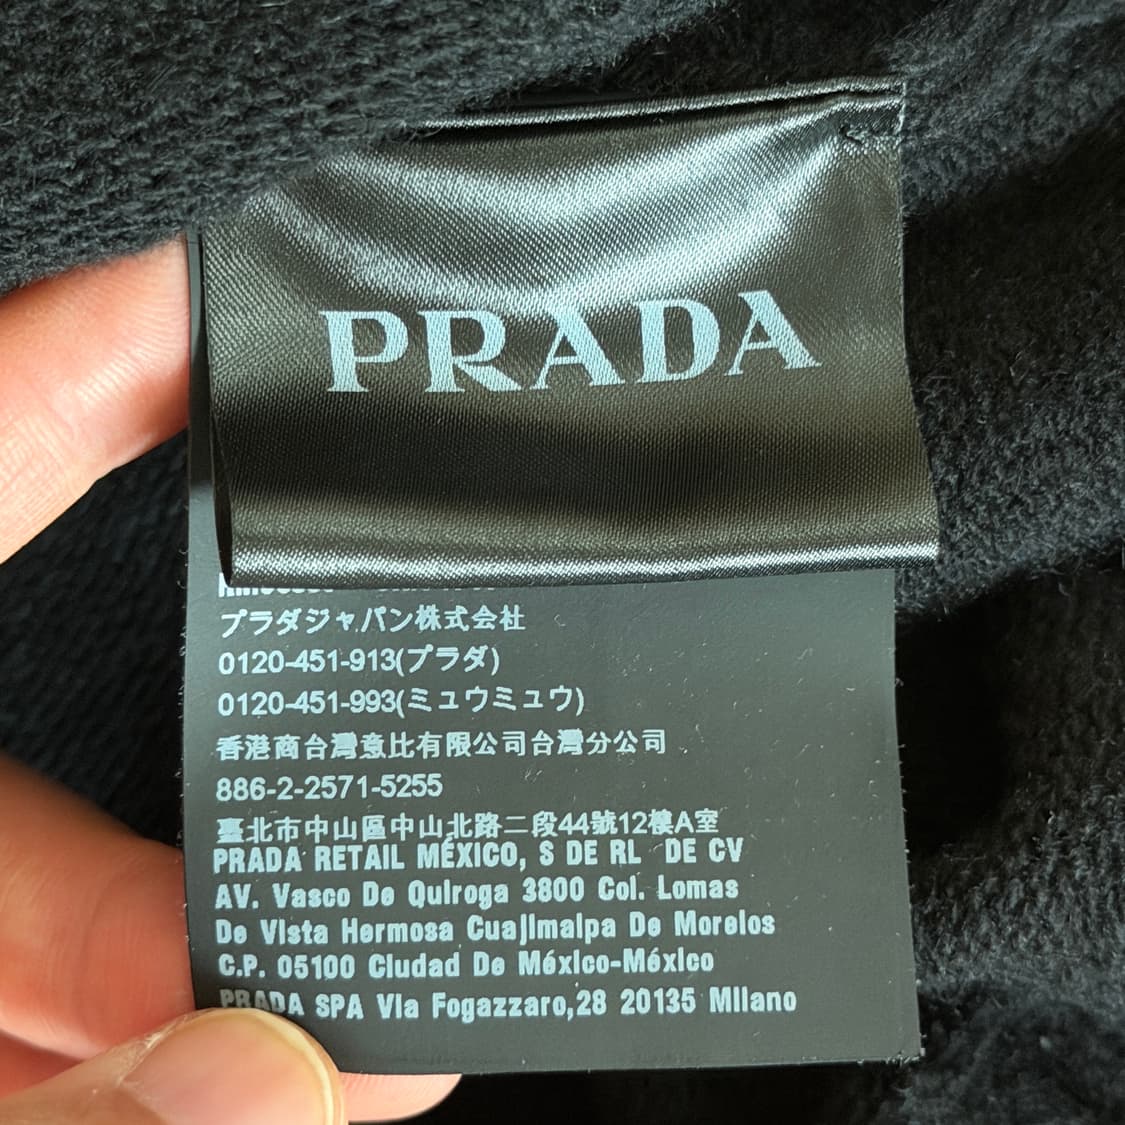 PRADA
プラダジャパン株式会社
0120-451-913(プラダ)
0120-451-993(ミュウミュウ)
香港商台灣意比有限公司台灣分公司
886-2-2571-5255
臺北市中山區中山北路二段44號12樓A室
PRADA RETAIL MÉXICO, S DE RL DE CV
AV. Vasco De Quiroga 3800 Col. Lomas
De Vista Hermosa Cuajimalpa De Morelos
C.P. 05100 Ciudad De México-México
PRADA SPA Via Fogazzaro,28 20135 Milano